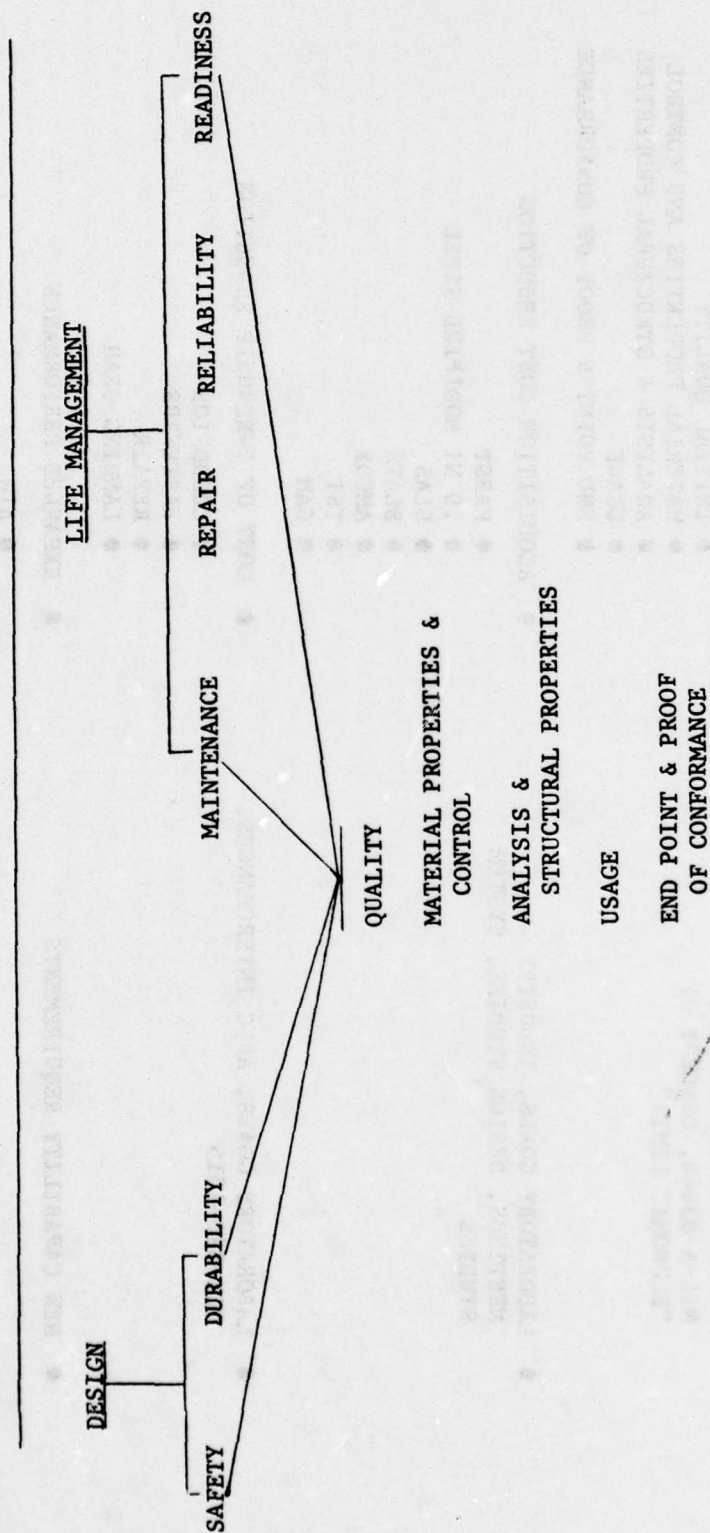 DESIGN
LIFE MANAGEMENT
SAFETY DURABILITY MAINTENANCE REPAIR RELIABILITY READINESS
QUALITY
MATERIAL PROPERTIES &
CONTROL
ANALYSIS &
STRUCTURAL PROPERTIES
USAGE
END POINT & PROOF
OF CONFORMANCE